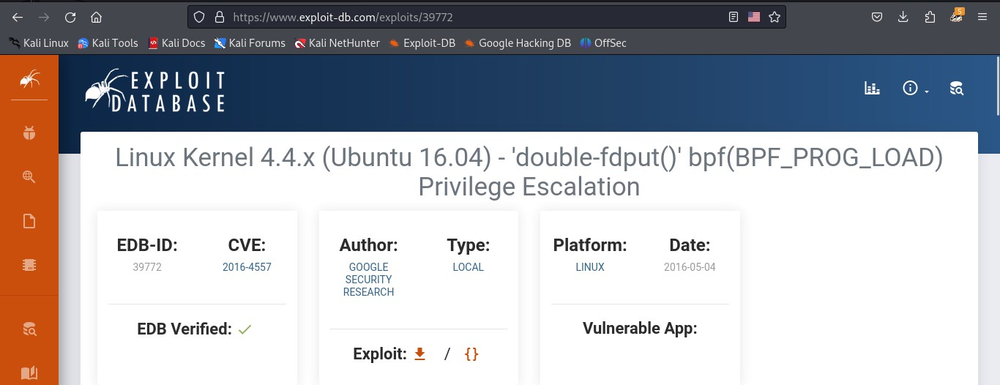 https://www.exploit-db.com/exploits/39772
5
Kali Linux Kali Tools Kali Docs Kali Forums Kali NetHunter Exploit-DB Google Hacking DB OffSec
EXPLOIT
DATABASE
Linux Kernel 4.4.x (Ubuntu 16.04) - 'double-fdput()' bpf(BPF_PROG_LOAD)
Privilege Escalation
EDB-ID:
39772
CVE:
2016-4557
EDB Verified:
Author:
GOOGLE
SECURITY
RESEARCH
Type:
LOCAL
Exploit: / {}
Platform:
LINUX
Date:
2016-05-04
Vulnerable App: